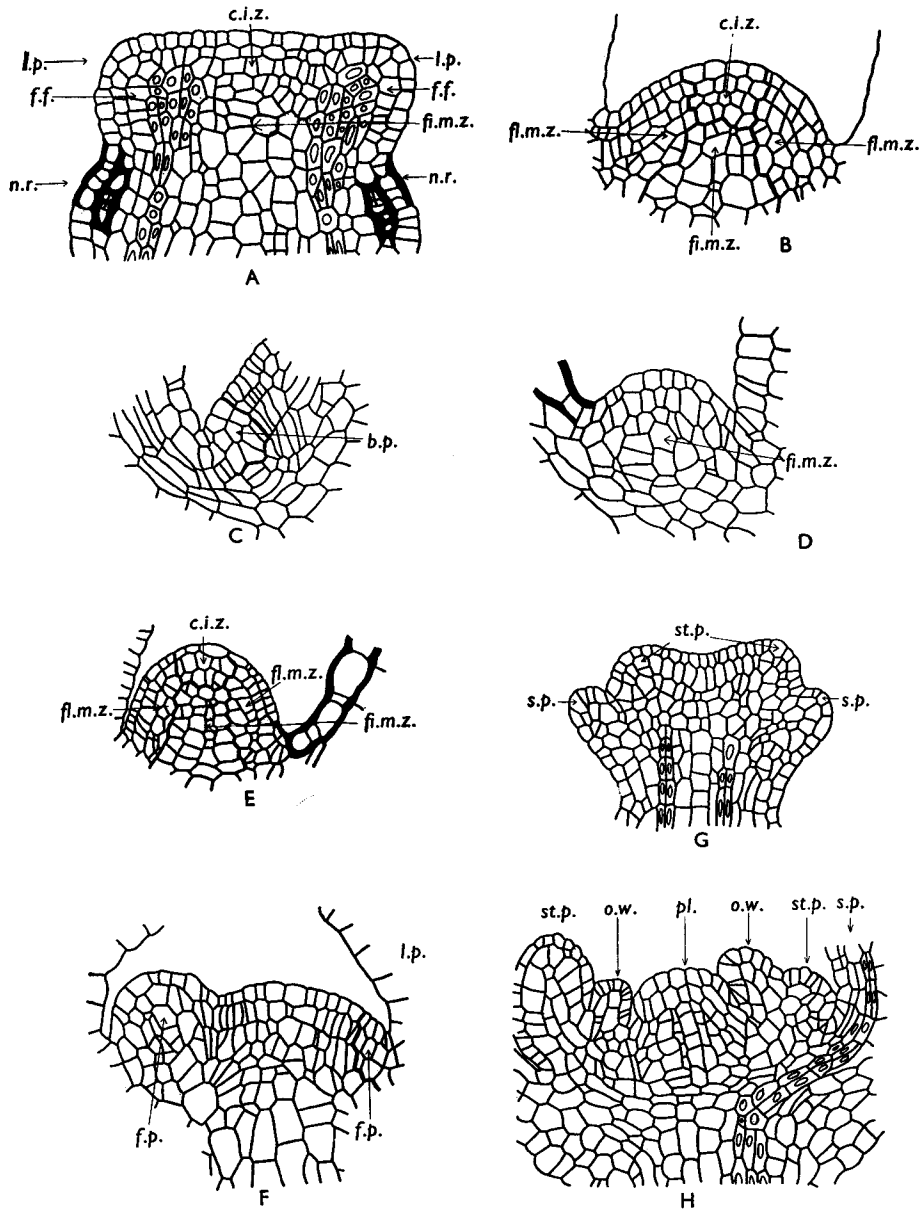 c.i.z.
l.p. l.p.
f.f. f.f.
fi.m.z.
n.r. n.r.
A
c.i.z.
fl.m.z. fl.m.z.
fi.m.z.
B
b.p.
C
fi.m.z.
D
c.i.z.
fl.m.z.
fl.m.z. fi.m.z.
E
st.p.
s.p. s.p.
G
l.p.
f.p. f.p.
F
st.p. o.w. pl. o.w. st.p. s.p.
H